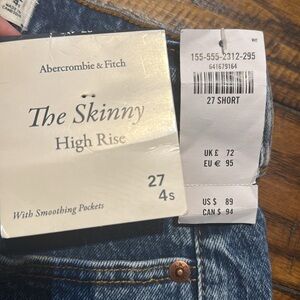 Abercrombie & Fitch
The Skinny
High Rise
27
4s
With Smoothing Pockets
155-555-2312-295
641679164
27 SHORT
UK £ 72
EU € 95
US $ 89
CAN $ 94